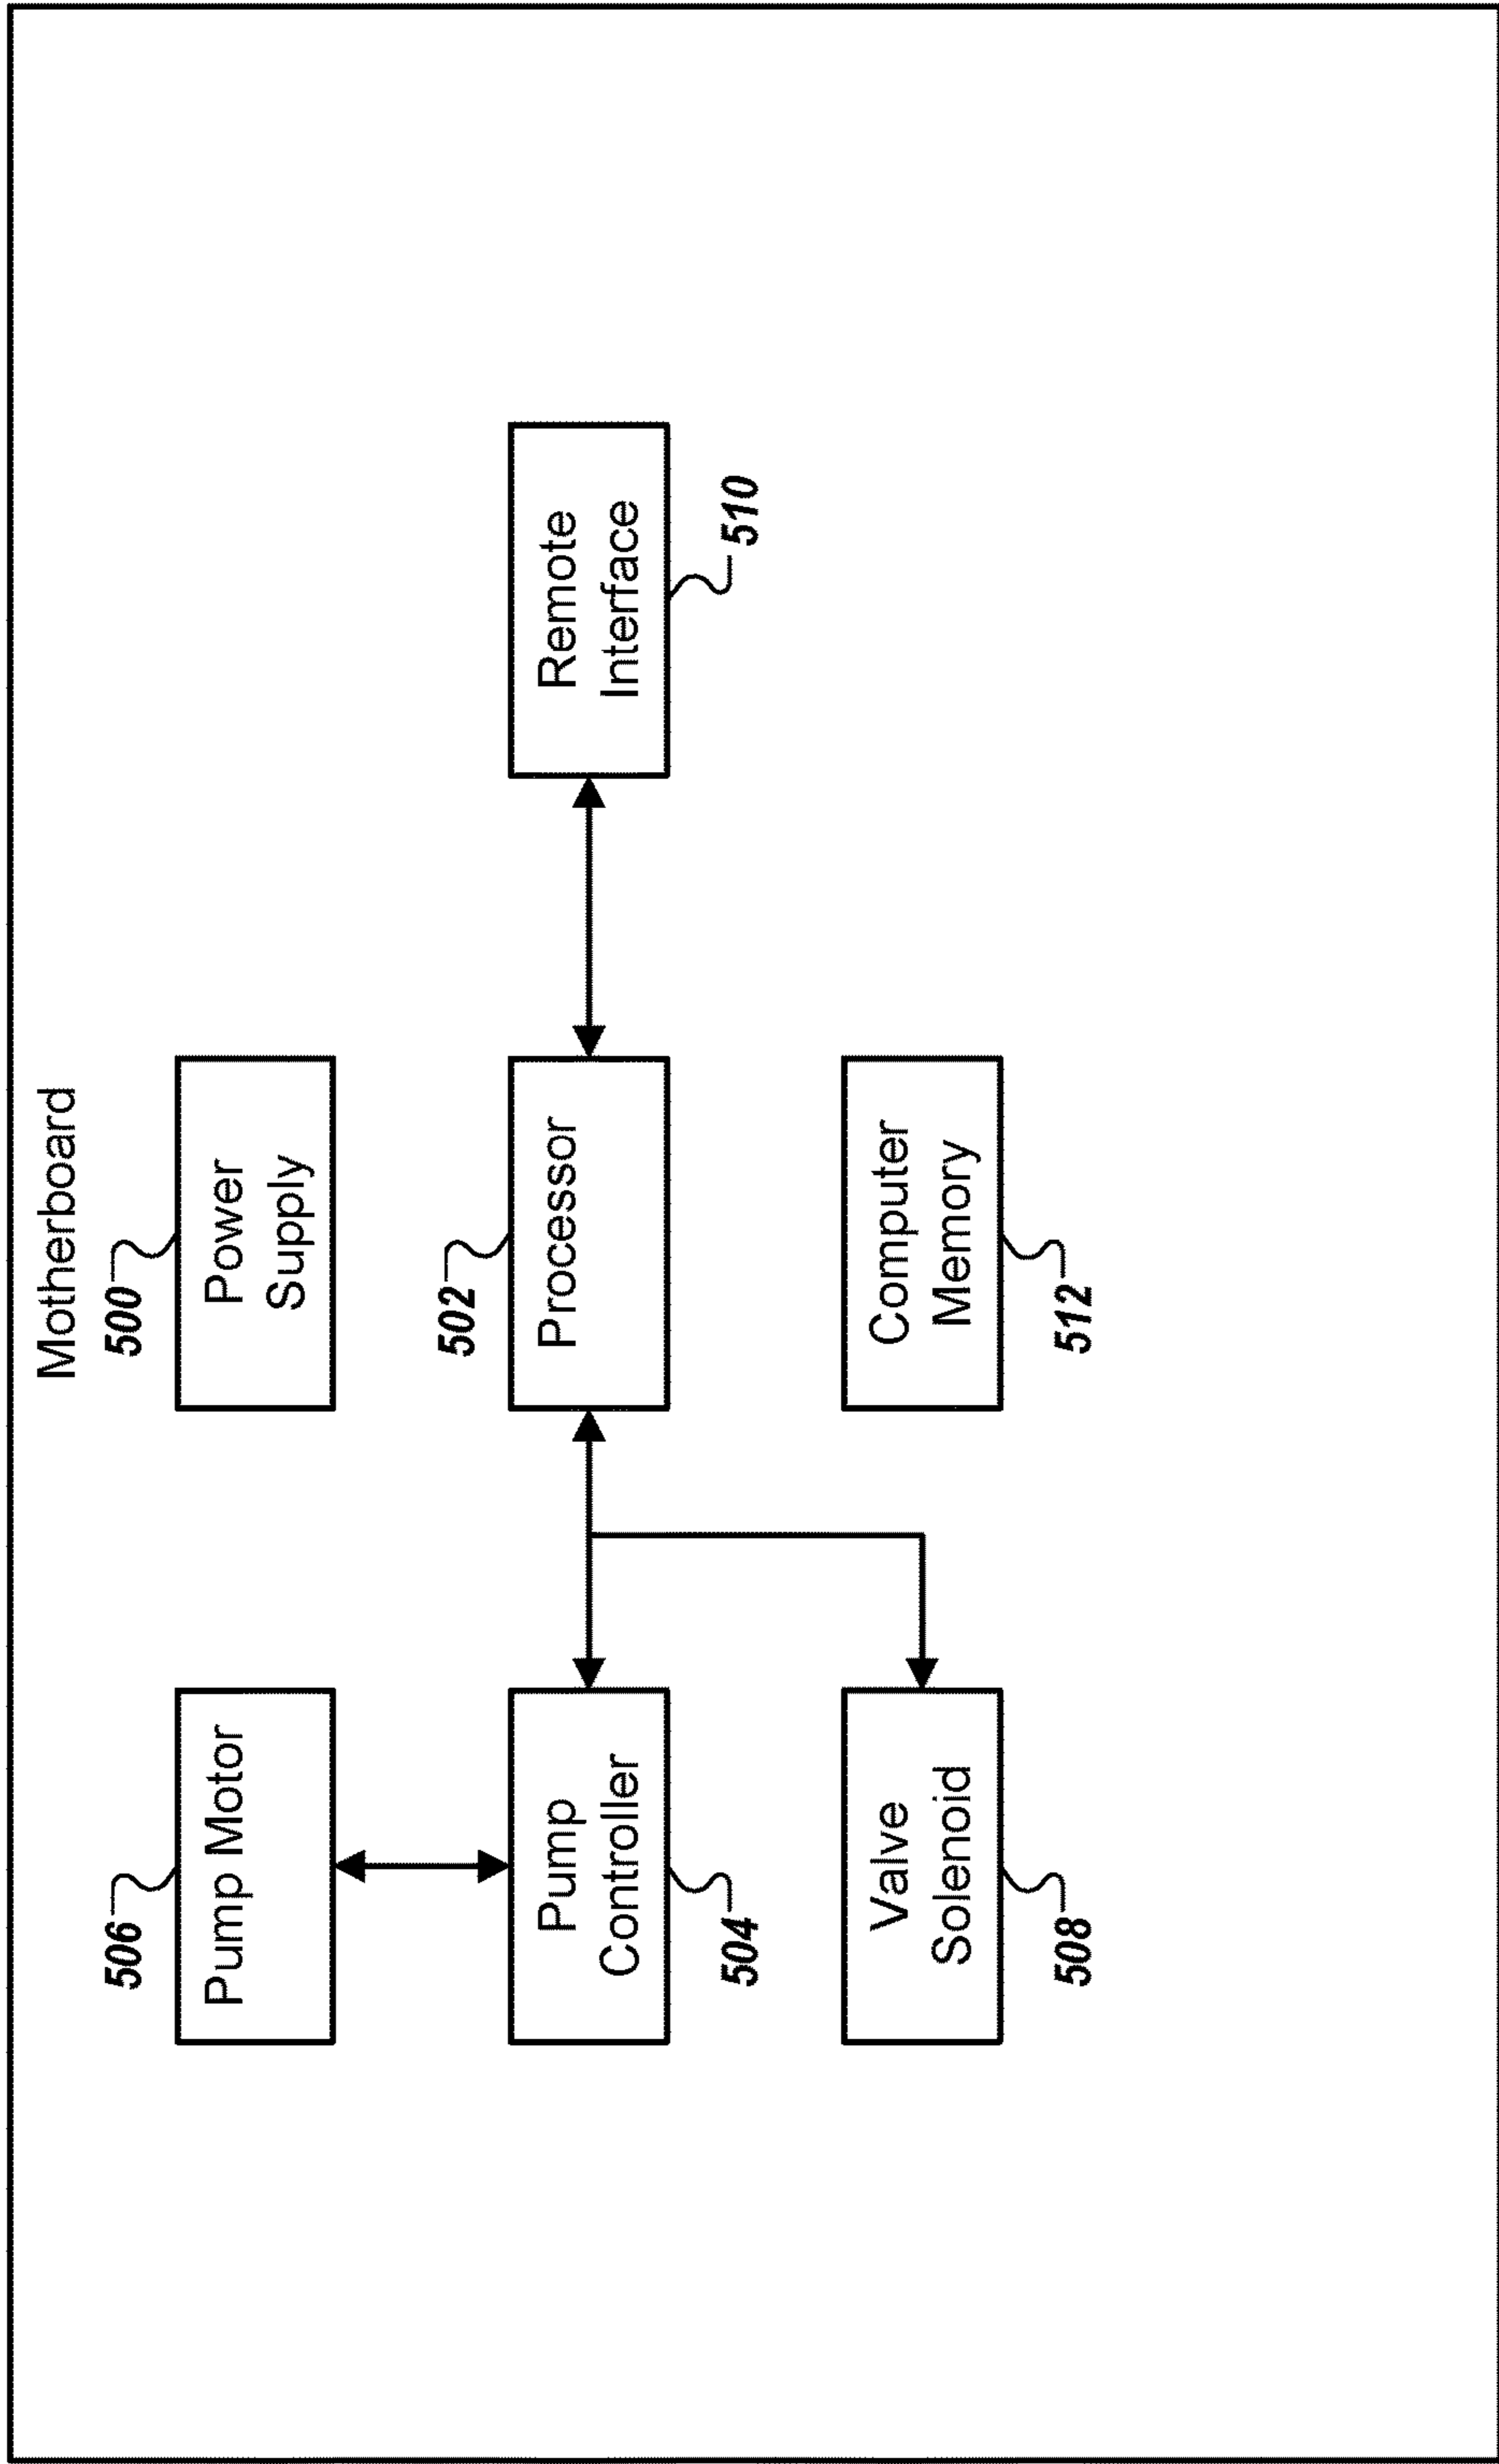 Motherboard
506
Pump Motor
500
Power
Supply
504
Pump
Controller
502
Processor
Remote
Interface
510
Valve
Solenoid
508
Computer
Memory
512